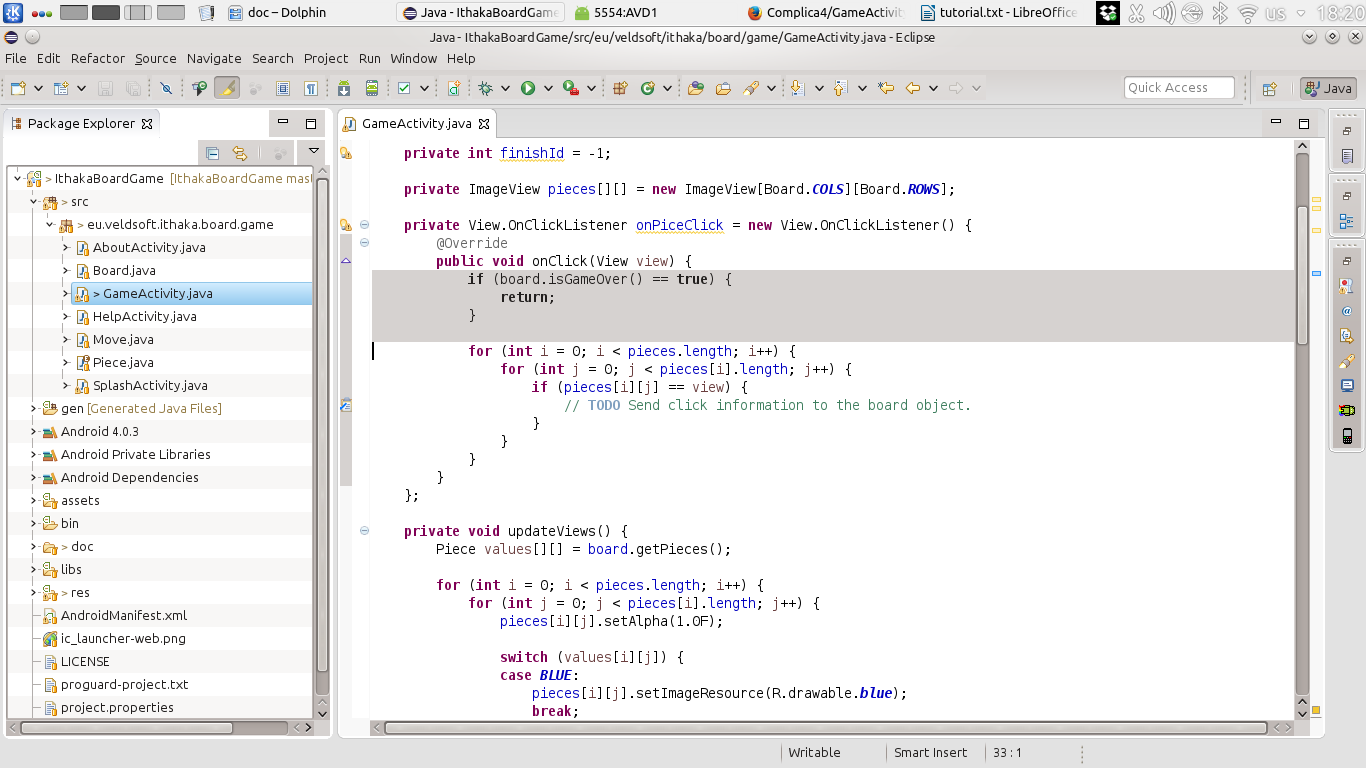 doc – Dolphin
Java - IthakaBoardGame
5554:AVD1
Complica4/GameActivity
tutorial.txt - LibreOffice
us
18:20
Java - IthakaBoardGame/src/eu/veldsoft/ithaka/board/game/GameActivity.java - Eclipse
File Edit Refactor Source Navigate Search Project Run Window Help
Quick Access
Java
Package Explorer
GameActivity.java
> IthakaBoardGame [IthakaBoardGame mast
> src
> eu.veldsoft.ithaka.board.game
AboutActivity.java
Board.java
> GameActivity.java
HelpActivity.java
Move.java
Piece.java
SplashActivity.java
gen [Generated Java Files]
Android 4.0.3
Android Private Libraries
Android Dependencies
assets
bin
> doc
libs
> res
AndroidManifest.xml
ic_launcher-web.png
LICENSE
proguard-project.txt
project.properties
private int finishId = -1;
private ImageView pieces[][] = new ImageView[Board.COLS][Board.ROWS];
private View.OnClickListener onPiceClick = new View.OnClickListener() {
@Override
public void onClick(View view) {
if (board.isGameOver() == true) {
return;
}
for (int i = 0; i < pieces.length; i++) {
for (int j = 0; j < pieces[i].length; j++) {
if (pieces[i][j] == view) {
// TODO Send click information to the board object.
}
}
}
}
};
private void updateViews() {
Piece values[][] = board.getPieces();
for (int i = 0; i < pieces.length; i++) {
for (int j = 0; j < pieces[i].length; j++) {
pieces[i][j].setAlpha(1.0F);
switch (values[i][j]) {
case BLUE:
pieces[i][j].setImageResource(R.drawable.blue);
break;
Writable
Smart Insert
33 : 1